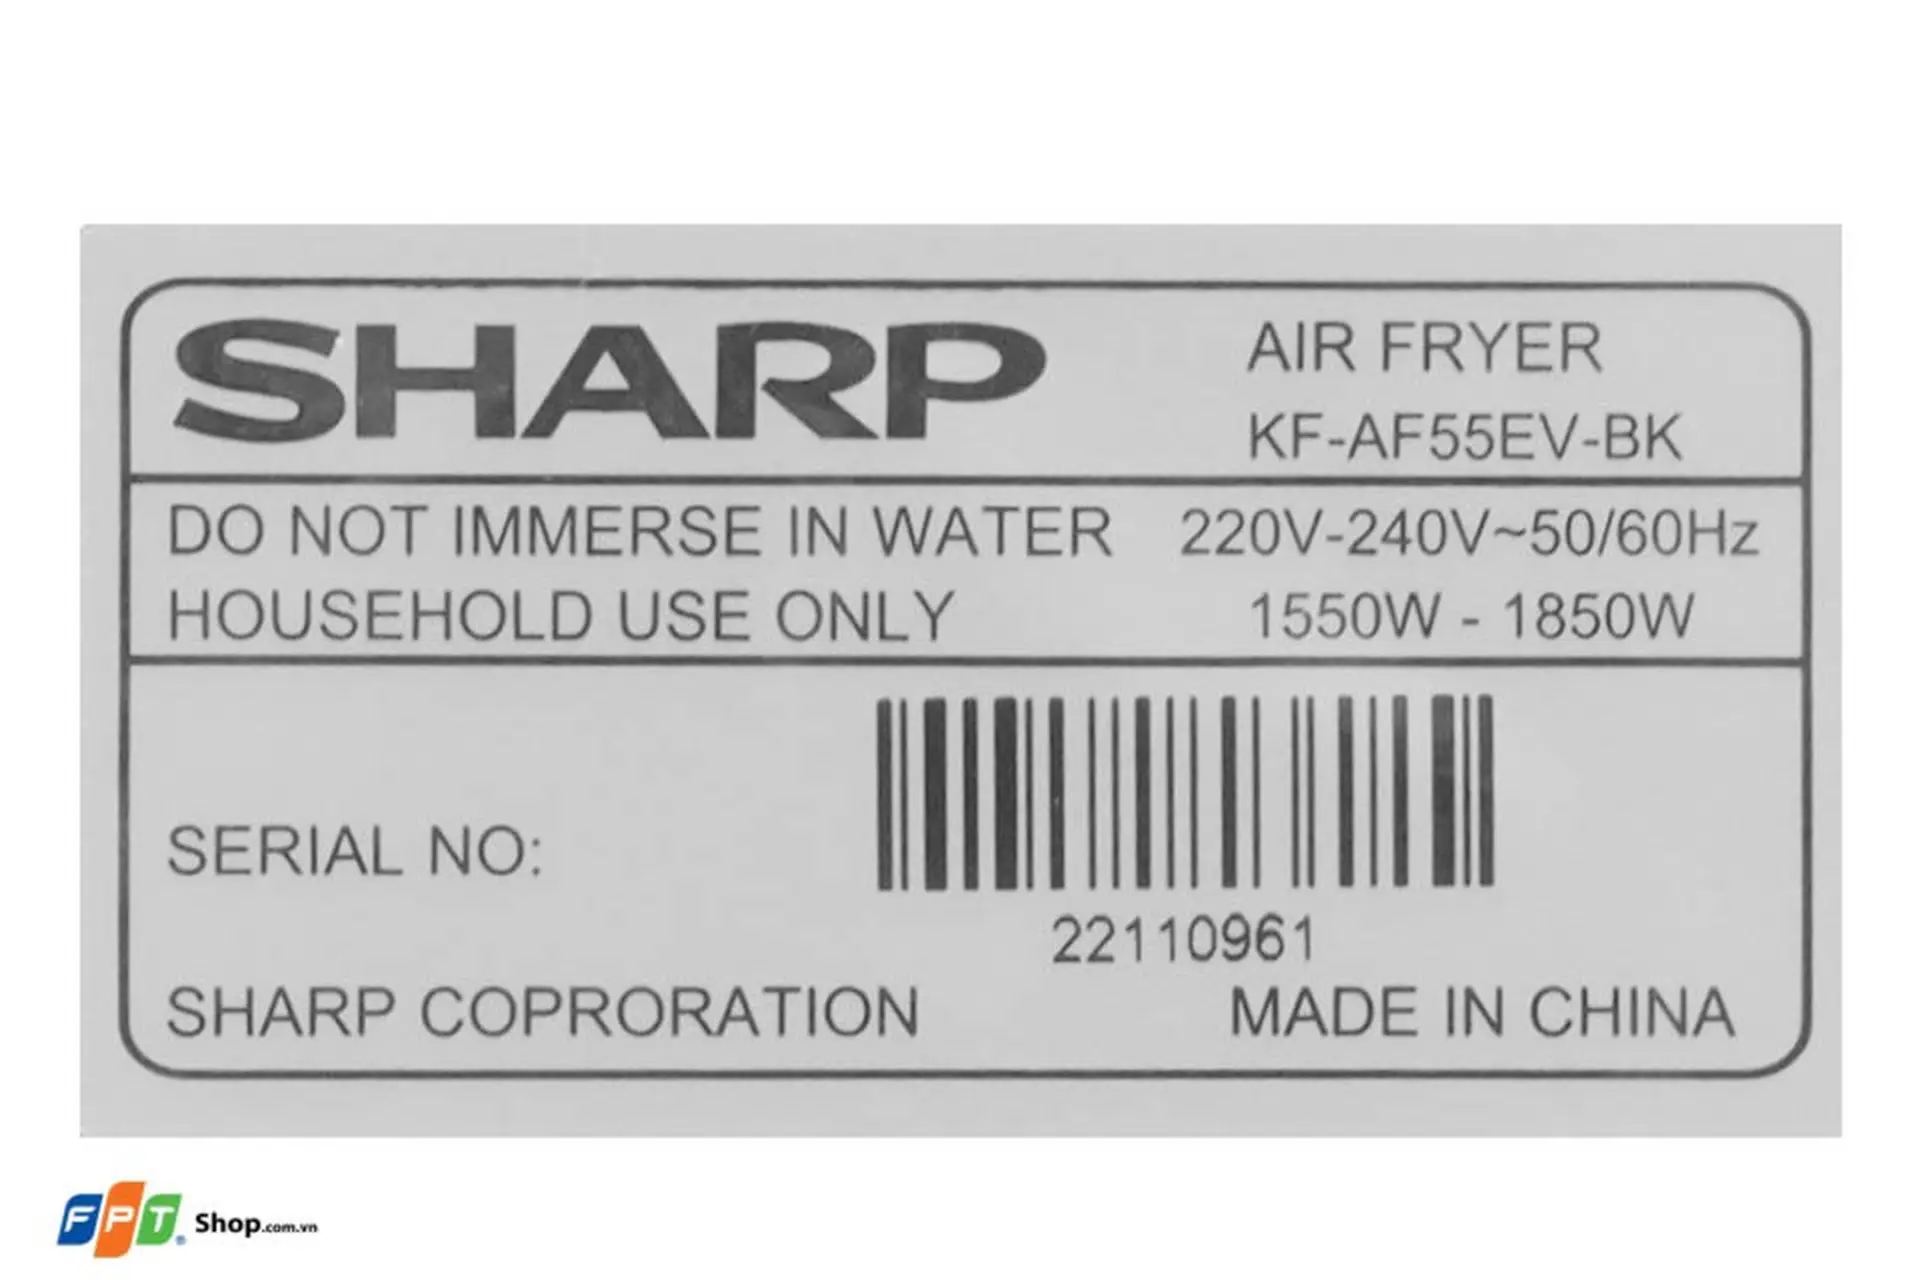 SHARP
AIR FRYER
KF-AF55EV-BK
DO NOT IMMERSE IN WATER
220V-240V~50/60Hz
HOUSEHOLD USE ONLY
1550W - 1850W
SERIAL NO:
22110961
SHARP COPRORATION
MADE IN CHINA
FPT® Shop.com.vn